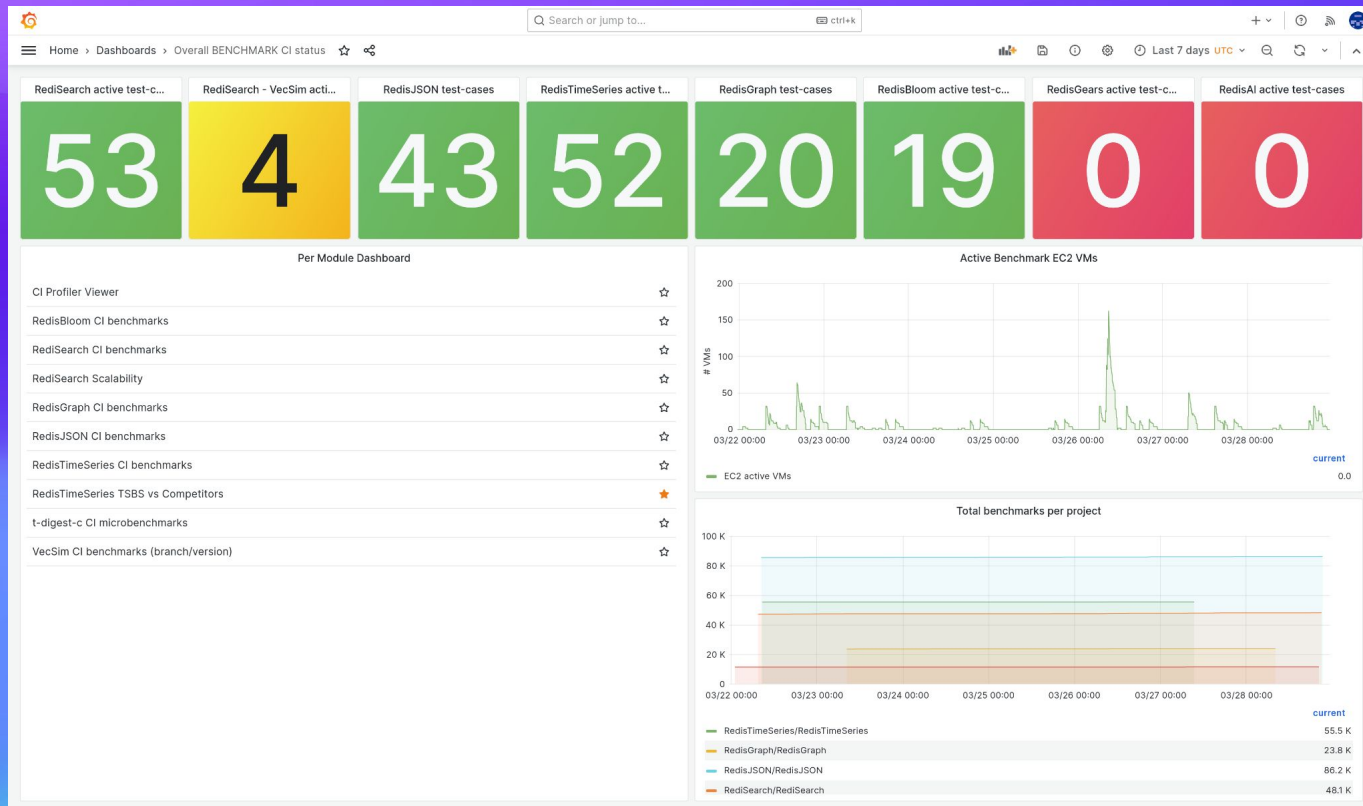 Search or jump to...
ctrl+k
Home › Dashboards › Overall BENCHMARK CI status
Last 7 days UTC
RediSearch active test-c...
53
RediSearch - VecSim acti...
4
RedisJSON test-cases
43
RedisTimeSeries active t...
52
RedisGraph test-cases
20
RedisBloom active test-c...
19
RedisGears active test-c...
0
RedisAI active test-cases
0
Per Module Dashboard
CI Profiler Viewer
RedisBloom CI benchmarks
RediSearch CI benchmarks
RediSearch Scalability
RedisGraph CI benchmarks
RedisJSON CI benchmarks
RedisTimeSeries CI benchmarks
RedisTimeSeries TSBS vs Competitors
t-digest-c CI microbenchmarks
VecSim CI benchmarks (branch/version)
Active Benchmark EC2 VMs
# VMs
200
150
100
50
0
03/22 00:00 03/23 00:00 03/24 00:00 03/25 00:00 03/26 00:00 03/27 00:00 03/28 00:00
current
EC2 active VMs 0.0
Total benchmarks per project
100 K
80 K
60 K
40 K
20 K
0
03/22 00:00 03/23 00:00 03/24 00:00 03/25 00:00 03/26 00:00 03/27 00:00 03/28 00:00
current
RedisTimeSeries/RedisTimeSeries 55.5 K
RedisGraph/RedisGraph 23.8 K
RedisJSON/RedisJSON 86.2 K
RediSearch/RediSearch 48.1 K